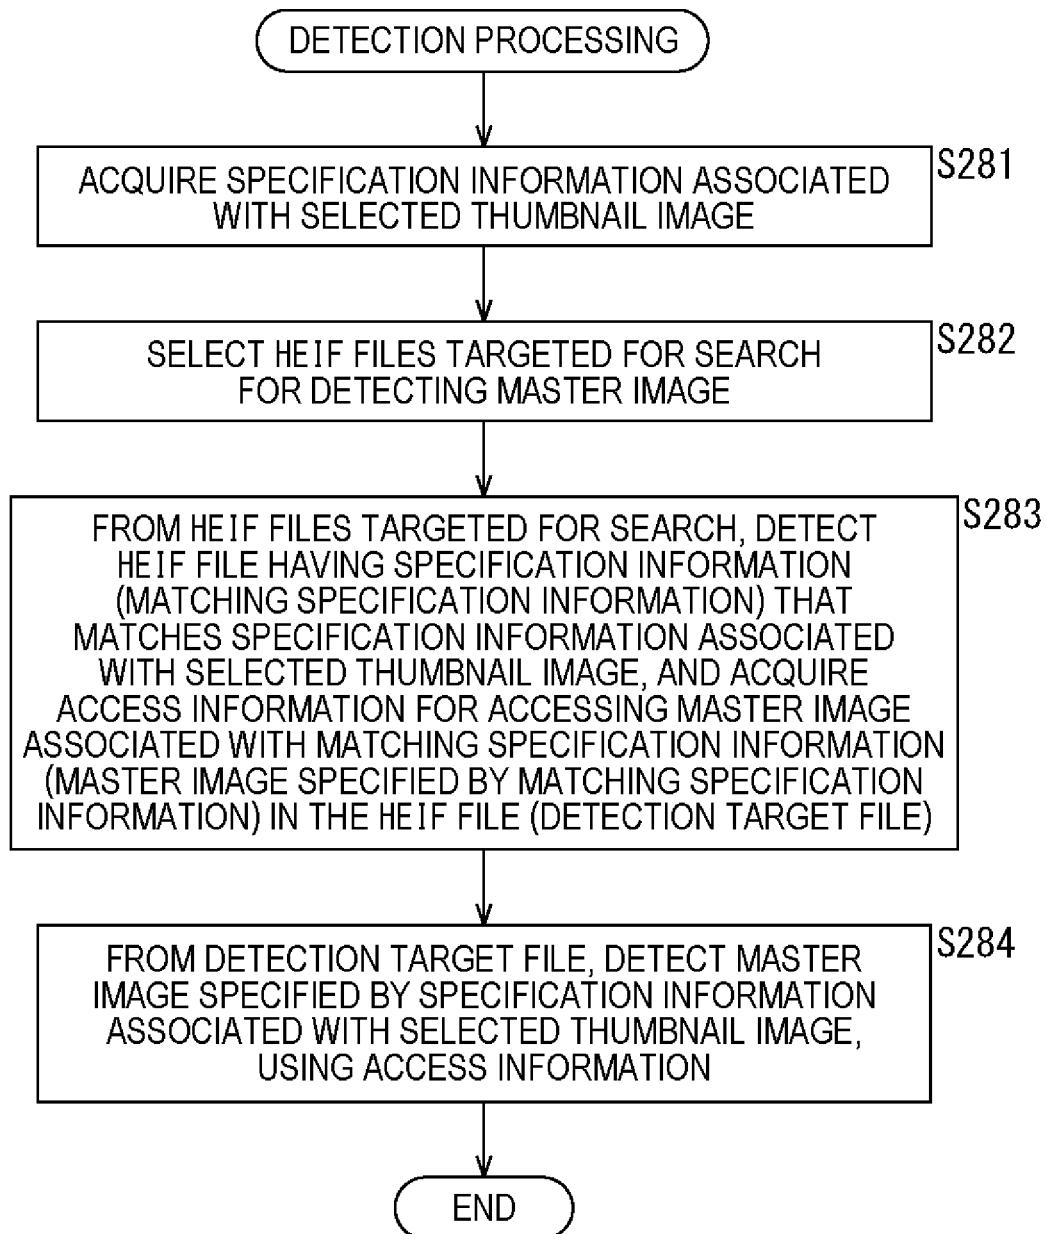 DETECTION PROCESSING
S281
ACQUIRE SPECIFICATION INFORMATION ASSOCIATED
WITH SELECTED THUMBNAIL IMAGE
S282
SELECT HEIF FILES TARGETED FOR SEARCH
FOR DETECTING MASTER IMAGE
S283
FROM HEIF FILES TARGETED FOR SEARCH, DETECT
HEIF FILE HAVING SPECIFICATION INFORMATION
(MATCHING SPECIFICATION INFORMATION) THAT
MATCHES SPECIFICATION INFORMATION ASSOCIATED
WITH SELECTED THUMBNAIL IMAGE, AND ACQUIRE
ACCESS INFORMATION FOR ACCESSING MASTER IMAGE
ASSOCIATED WITH MATCHING SPECIFICATION INFORMATION
(MASTER IMAGE SPECIFIED BY MATCHING SPECIFICATION
INFORMATION) IN THE HEIF FILE (DETECTION TARGET FILE)
S284
FROM DETECTION TARGET FILE, DETECT MASTER
IMAGE SPECIFIED BY SPECIFICATION INFORMATION
ASSOCIATED WITH SELECTED THUMBNAIL IMAGE,
USING ACCESS INFORMATION
END